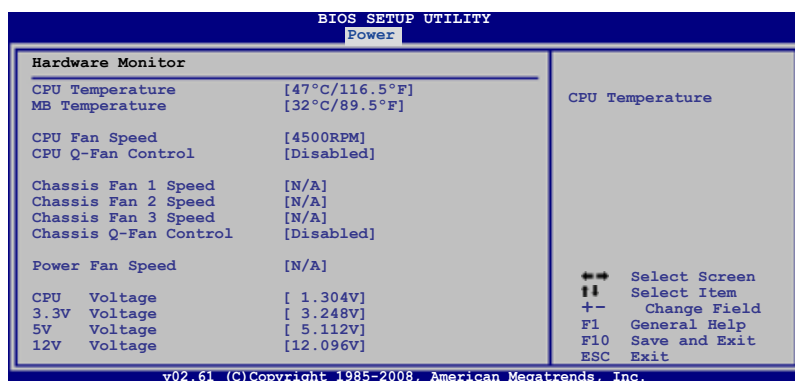 BIOS SETUP UTILITY
Power
Hardware Monitor
CPU Temperature [47°C/116.5°F]
MB Temperature [32°C/89.5°F]
CPU Fan Speed [4500RPM]
CPU Q-Fan Control [Disabled]
Chassis Fan 1 Speed [N/A]
Chassis Fan 2 Speed [N/A]
Chassis Fan 3 Speed [N/A]
Chassis Q-Fan Control [Disabled]
Power Fan Speed [N/A]
CPU Voltage [ 1.304V]
3.3V Voltage [ 3.248V]
5V Voltage [ 5.112V]
12V Voltage [12.096V]
CPU Temperature
←→ Select Screen
↑↓ Select Item
+- Change Field
F1 General Help
F10 Save and Exit
ESC Exit
v02.61 (C)Copyright 1985-2008, American Megatrends, Inc.